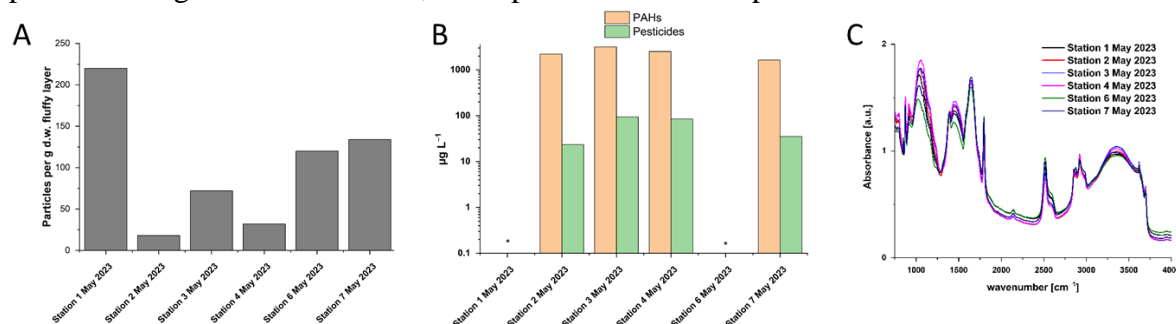 A
Particles per g d.w. fluffy layer
250
200
150
100
50
0
Station 1 May 2023
Station 2 May 2023
Station 3 May 2023
Station 4 May 2023
Station 6 May 2023
Station 7 May 2023
B
PAHs
Pesticides
µg L⁻¹
1000
100
10
1
0.1
*
*
Station 1 May 2023
Station 2 May 2023
Station 3 May 2023
Station 4 May 2023
Station 6 May 2023
Station 7 May 2023
C
Station 1 May 2023
Station 2 May 2023
Station 3 May 2023
Station 4 May 2023
Station 6 May 2023
Station 7 May 2023
Absorbance [a.u.]
2
1
0
1000
1500
2000
2500
3000
3500
400
wavenumber [cm⁻¹]